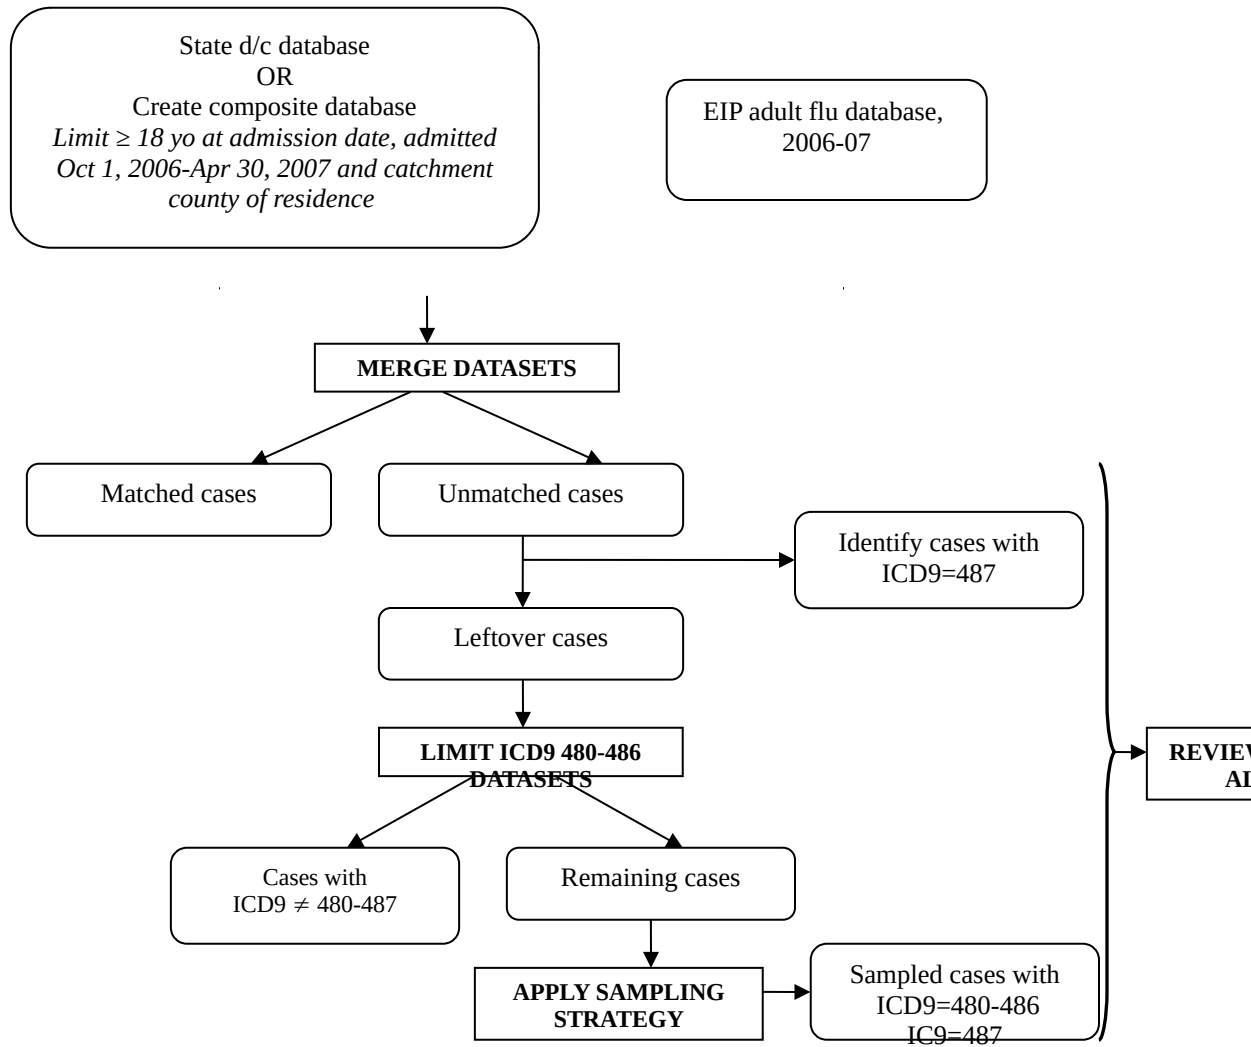 State d/c database
OR
Create composite database
Limit ≥ 18 yo at admission date, admitted
Oct 1, 2006-Apr 30, 2007 and catchment
county of residence
EIP adult flu database,
2006-07
MERGE DATASETS
Matched cases
Unmatched cases
Identify cases with
ICD9=487
Leftover cases
LIMIT ICD9 480-486
DATASETS
REVIEW
Cases with
ICD9 ≠ 480-487
Remaining cases
APPLY SAMPLING
STRATEGY
Sampled cases with
ICD9=480-486
IC9=487